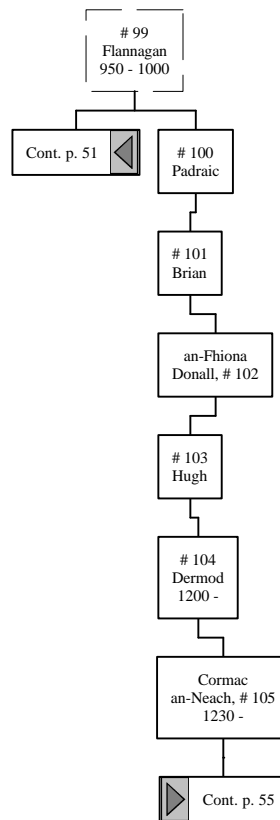 # 99
Flannagan
950 - 1000
Cont. p. 51
# 100
Padraic
# 101
Brian
an-Fhiona
Donall, # 102
# 103
Hugh
# 104
Dermod
1200 -
Cormac
an-Neach, # 105
1230 -
Cont. p. 55